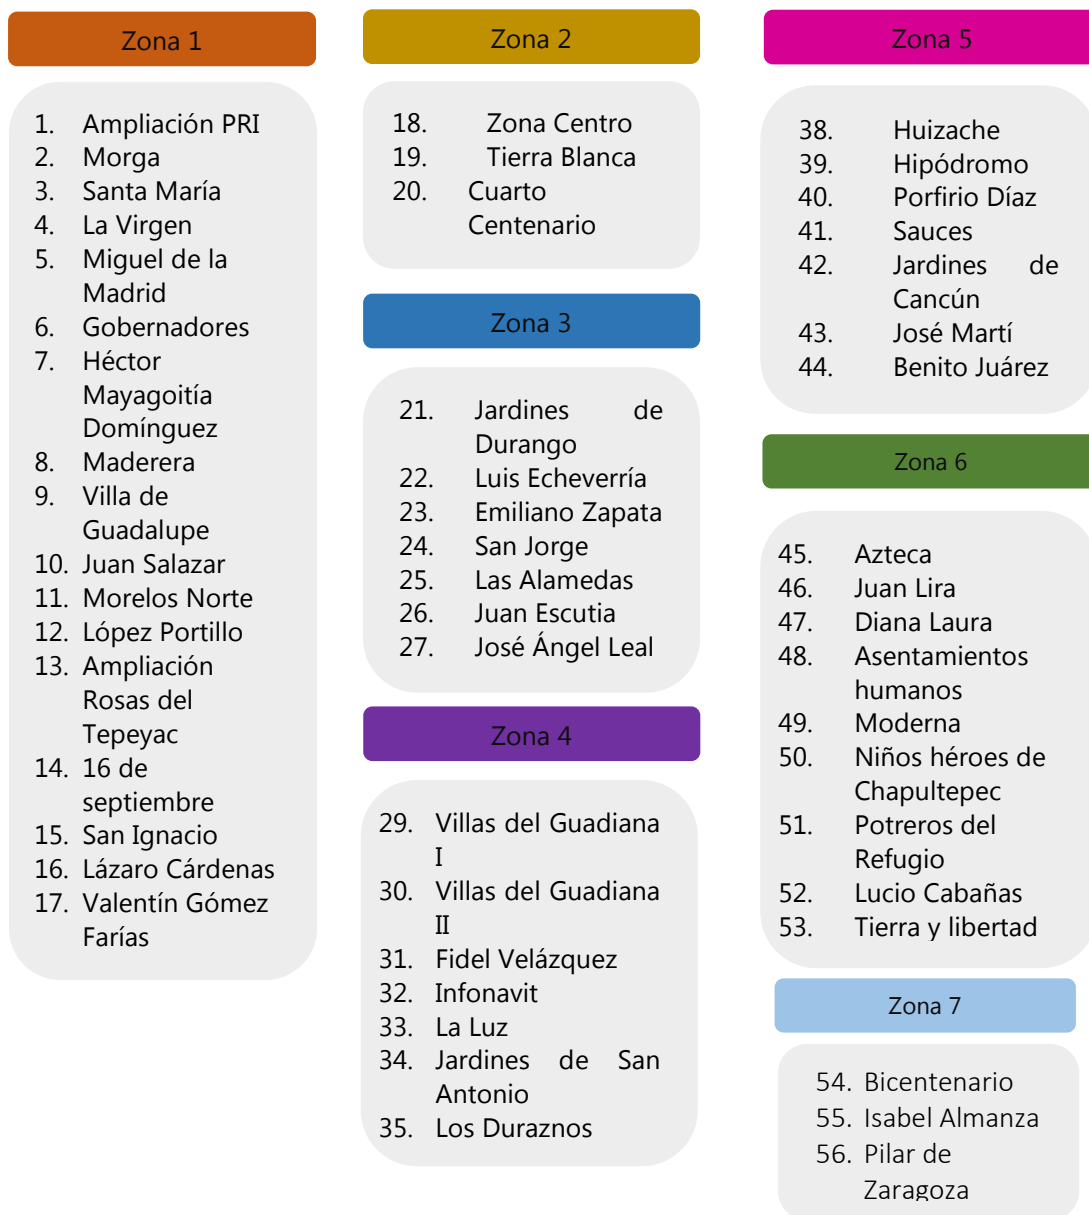 Zona 1
1. Ampliación PRI
2. Morga
3. Santa María
4. La Virgen
5. Miguel de la
Madrid
6. Gobernadores
7. Héctor
Mayagoitía
Domínguez
8. Maderera
9. Villa de
Guadalupe
10. Juan Salazar
11. Morelos Norte
12. López Portillo
13. Ampliación
Rosas del
Tepeyac
14. 16 de
septiembre
15. San Ignacio
16. Lázaro Cárdenas
17. Valentín Gómez
Farías
Zona 2
18. Zona Centro
19. Tierra Blanca
20. Cuarto
Centenario
Zona 3
21. Jardines de
Durango
22. Luis Echeverría
23. Emiliano Zapata
24. San Jorge
25. Las Alamedas
26. Juan Escutia
27. José Ángel Leal
Zona 4
29. Villas del Guadiana
I
30. Villas del Guadiana
II
31. Fidel Velázquez
32. Infonavit
33. La Luz
34. Jardines de San
Antonio
35. Los Duraznos
Zona 5
38. Huizache
39. Hipódromo
40. Porfirio Díaz
41. Sauces
42. Jardines de
Cancún
43. José Martí
44. Benito Juárez
Zona 6
45. Azteca
46. Juan Lira
47. Diana Laura
48. Asentamientos
humanos
49. Moderna
50. Niños héroes de
Chapultepec
51. Potreros del
Refugio
52. Lucio Cabañas
53. Tierra y libertad
Zona 7
54. Bicentenario
55. Isabel Almanza
56. Pilar de
Zaragoza